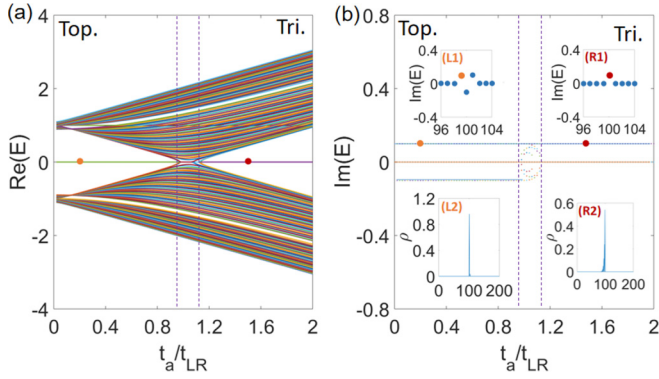 (a)
Top.
Tri.
4
2
0
-2
-4
Re(E)
0
0.4
0.8
1.2
1.6
2
t_a/t_LR
(b)
Top.
Tri.
0.8
0.4
0
-0.4
-0.8
Im(E)
0
0.4
0.8
1.2
1.6
2
t_a/t_LR
(L1)
0.4
0
-0.4
Im(E)
96
100
104
(R1)
0.4
0
-0.4
Im(E)
96
100
104
(L2)
1.2
0.6
0
ρ
0
100
200
(R2)
0.6
0.4
0.2
0
ρ
0
100
200